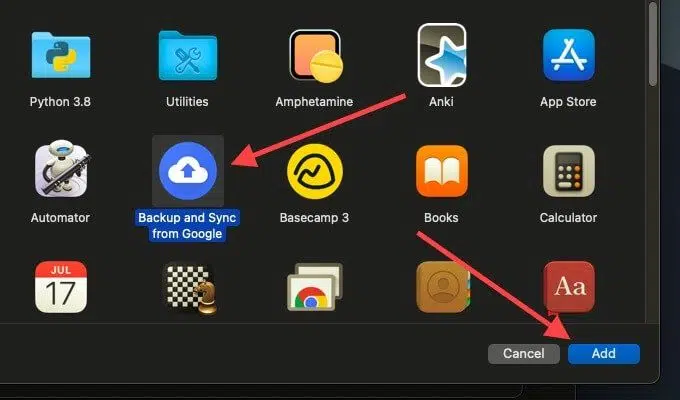 Python 3.8
Utilities
Amphetamine
Anki
App Store
Automator
Backup and Sync
from Google
Basecamp 3
Books
Calculator
JUL
17
Aa
Cancel
Add